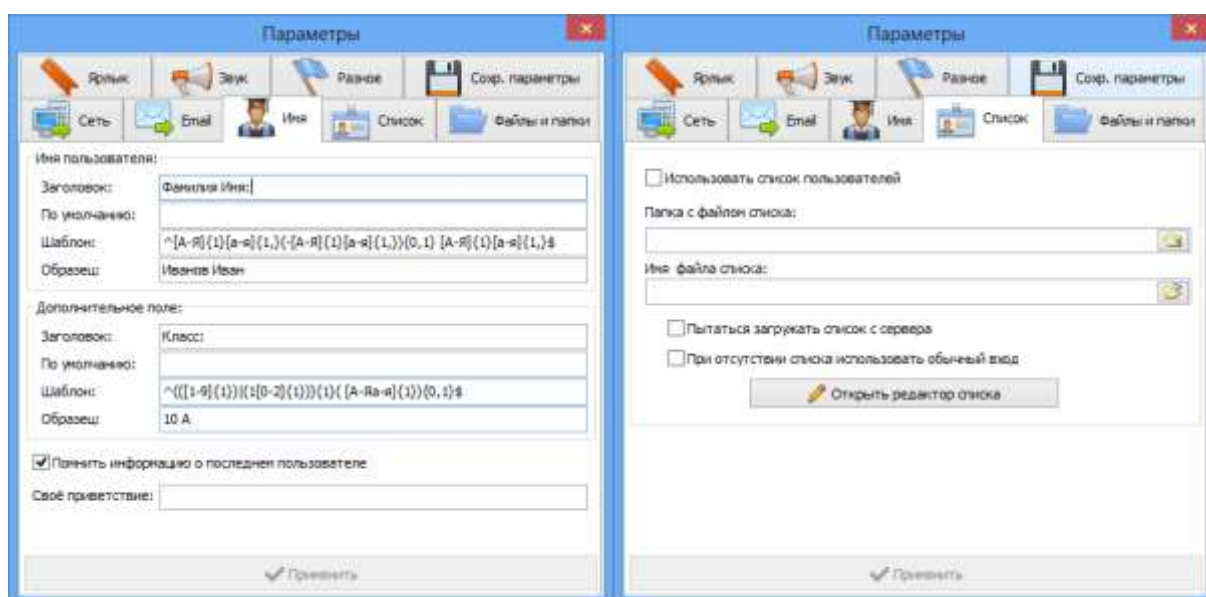 Параметры
Ярлык Звук Разное Сохр. параметры
Сеть Email Имя Список Файлы и папки
Имя пользователя:
Заголовок: Фамилия Имя:
По умолчанию:
Шаблон: ^[А-Я]{1}[а-я]{1,}(-[А-Я]{1}[а-я]{1,}){0,1} [А-Я]{1}[а-я]{1,}$
Образец: Иванов Иван
Дополнительное поле:
Заголовок: Класс:
По умолчанию:
Шаблон: ^(([1-9]{1})|(1[0-2]{1})){1}( [А-Яа-я]{1}){0,1}$
Образец: 10 А
Помнить информацию о последнем пользователе
Своё приветствие:
Применить
Параметры
Ярлык Звук Разное Сохр. параметры
Сеть Email Имя Список Файлы и папки
Использовать список пользователей
Папка с файлом списка:
Имя файла списка:
Пытаться загружать список с сервера
При отсутствии списка использовать обычный вход
Открыть редактор списка
Применить